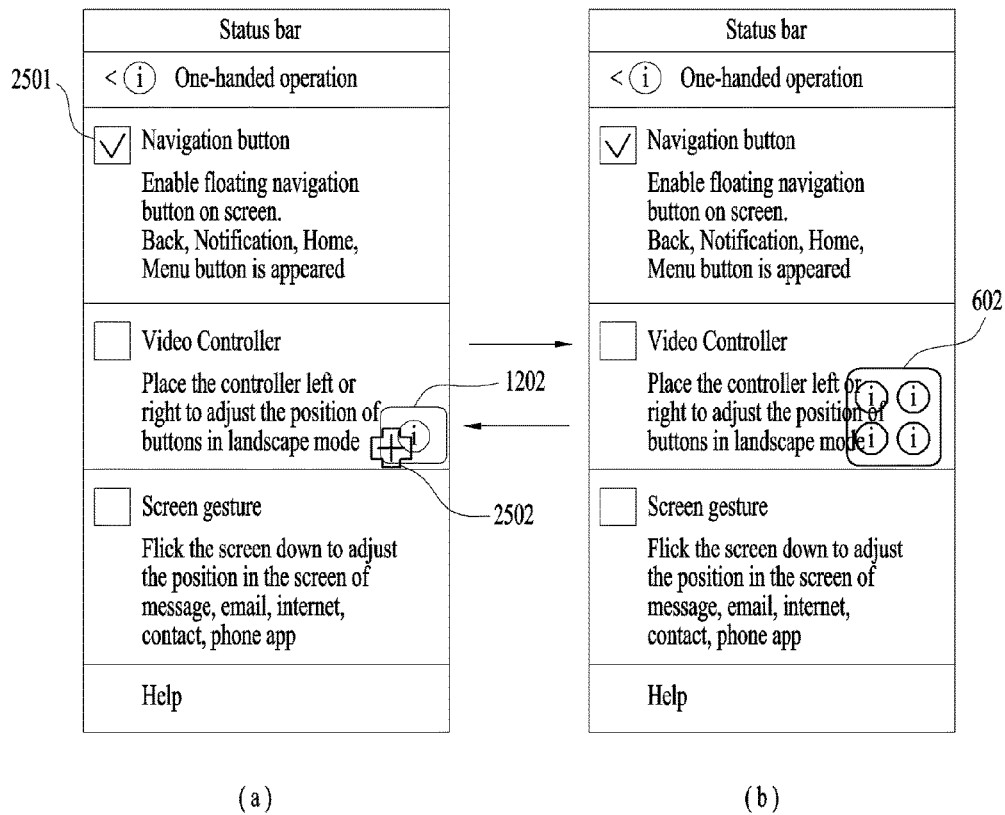 Status bar
< i One-handed operation
2501
Navigation button
Enable floating navigation
button on screen.
Back, Notification, Home,
Menu button is appeared
Video Controller
Place the controller left or
right to adjust the position of
buttons in landscape mode
i
1202
2502
Screen gesture
Flick the screen down to adjust
the position in the screen of
message, email, internet,
contact, phone app
Help
(a)
Status bar
< i One-handed operation
Navigation button
Enable floating navigation
button on screen.
Back, Notification, Home,
Menu button is appeared
602
Video Controller
Place the controller left or
right to adjust the position of
buttons in landscape mode
i i
i i
Screen gesture
Flick the screen down to adjust
the position in the screen of
message, email, internet,
contact, phone app
Help
(b)